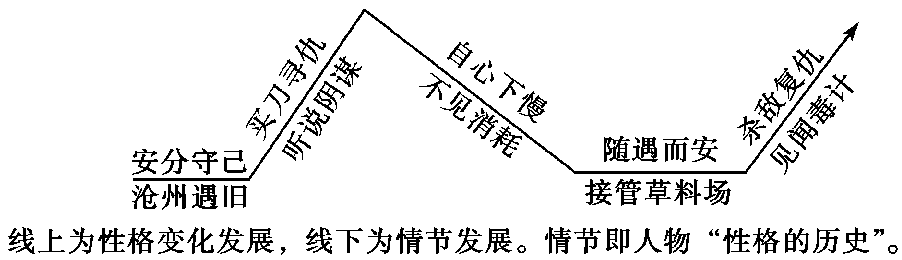 安分守己
沧州遇旧
买刀寻仇
听说阴谋
自心下慢
不见消耗
随遇而安
接管草料场
杀敌复仇
见闻毒计
线上为性格变化发展，线下为情节发展。情节即人物“性格的历史”。